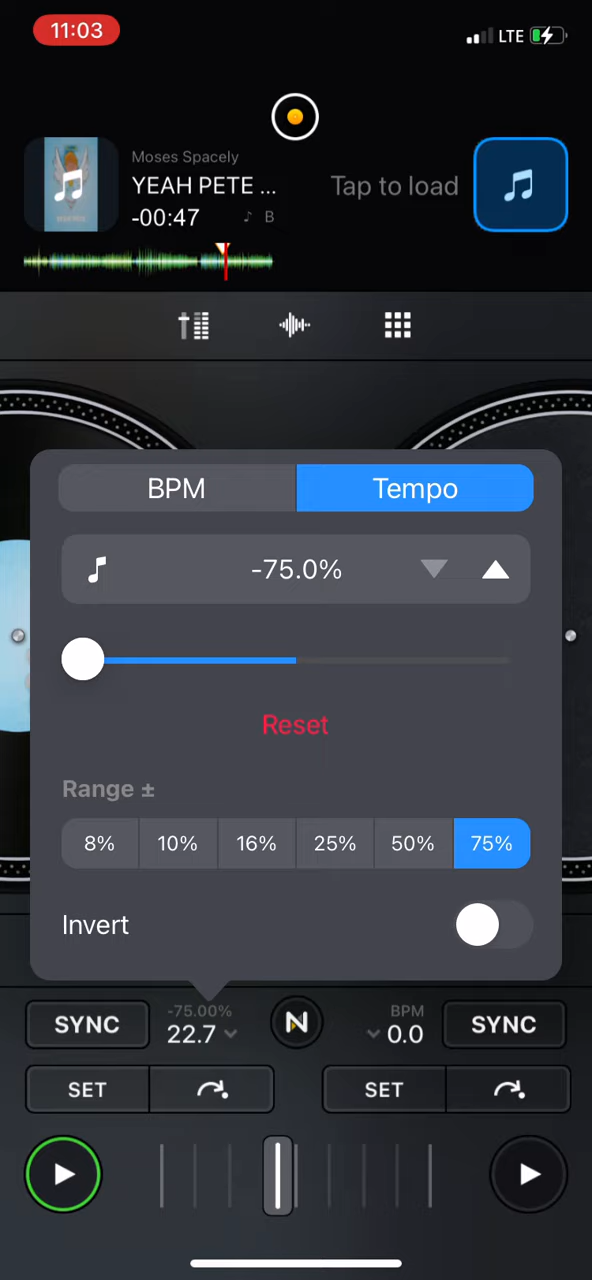 11:03
LTE
Moses Spacely
YEAH PETE ...
Tap to load
-00:47
B
BPM
Tempo
-75.0%
Reset
Range ±
8%
10%
16%
25%
50%
75%
Invert
SYNC
-75.00%
22.7
N
BPM
0.0
SYNC
SET
SET